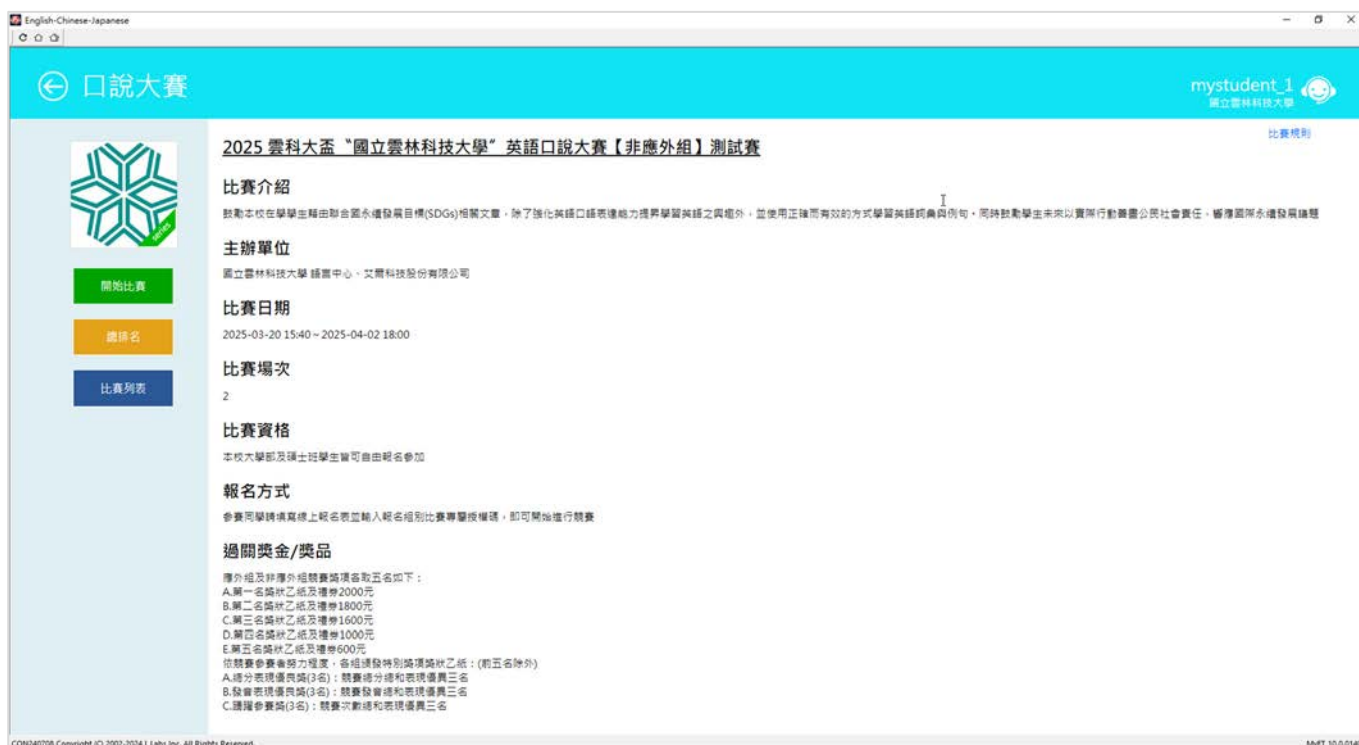 English-Chinese-Japanese
口說大賽
mystudent_1
國立雲林科技大學
比賽規則
series
開始比賽
總排名
比賽列表
2025 雲科大盃〝國立雲林科技大學〞英語口說大賽【非應外組】測試賽
比賽介紹
鼓勵本校在學學生藉由聯合國永續發展目標(SDGs)相關文章，除了強化英語口語表達能力提昇學習英語之興趣外，並使用正確而有效的方式學習英語詞彙與例句，同時鼓勵學生未來以實際行動善盡公民社會責任，響應國際永續發展議題
主辦單位
國立雲林科技大學 語言中心、艾爾科技股份有限公司
比賽日期
2025-03-20 15:40 ~ 2025-04-02 18:00
比賽場次
2
比賽資格
本校大學部及碩士班學生皆可自由報名參加
報名方式
參賽同學請填寫線上報名表並輸入報名組別比賽專屬授權碼，即可開始進行競賽
過關獎金/獎品
應外組及非應外組競賽獎項各取五名如下：
A.第一名獎狀乙紙及禮券2000元
B.第二名獎狀乙紙及禮券1800元
C.第三名獎狀乙紙及禮券1600元
D.第四名獎狀乙紙及禮券1000元
E.第五名獎狀乙紙及禮券600元
依競賽參賽者努力程度，各組頒發特別獎項獎狀乙紙：(前五名除外)
A.總分表現優良獎(3名)：競賽總分總和表現優異三名
B.發音表現優良獎(3名)：競賽發音總和表現優異三名
C.踴躍參賽獎(3名)：競賽次數總和表現優異三名
CON240708 Copyright (C) 2002-2024 LLabs Inc. All Rights Reserved.
MyET 10.0.014